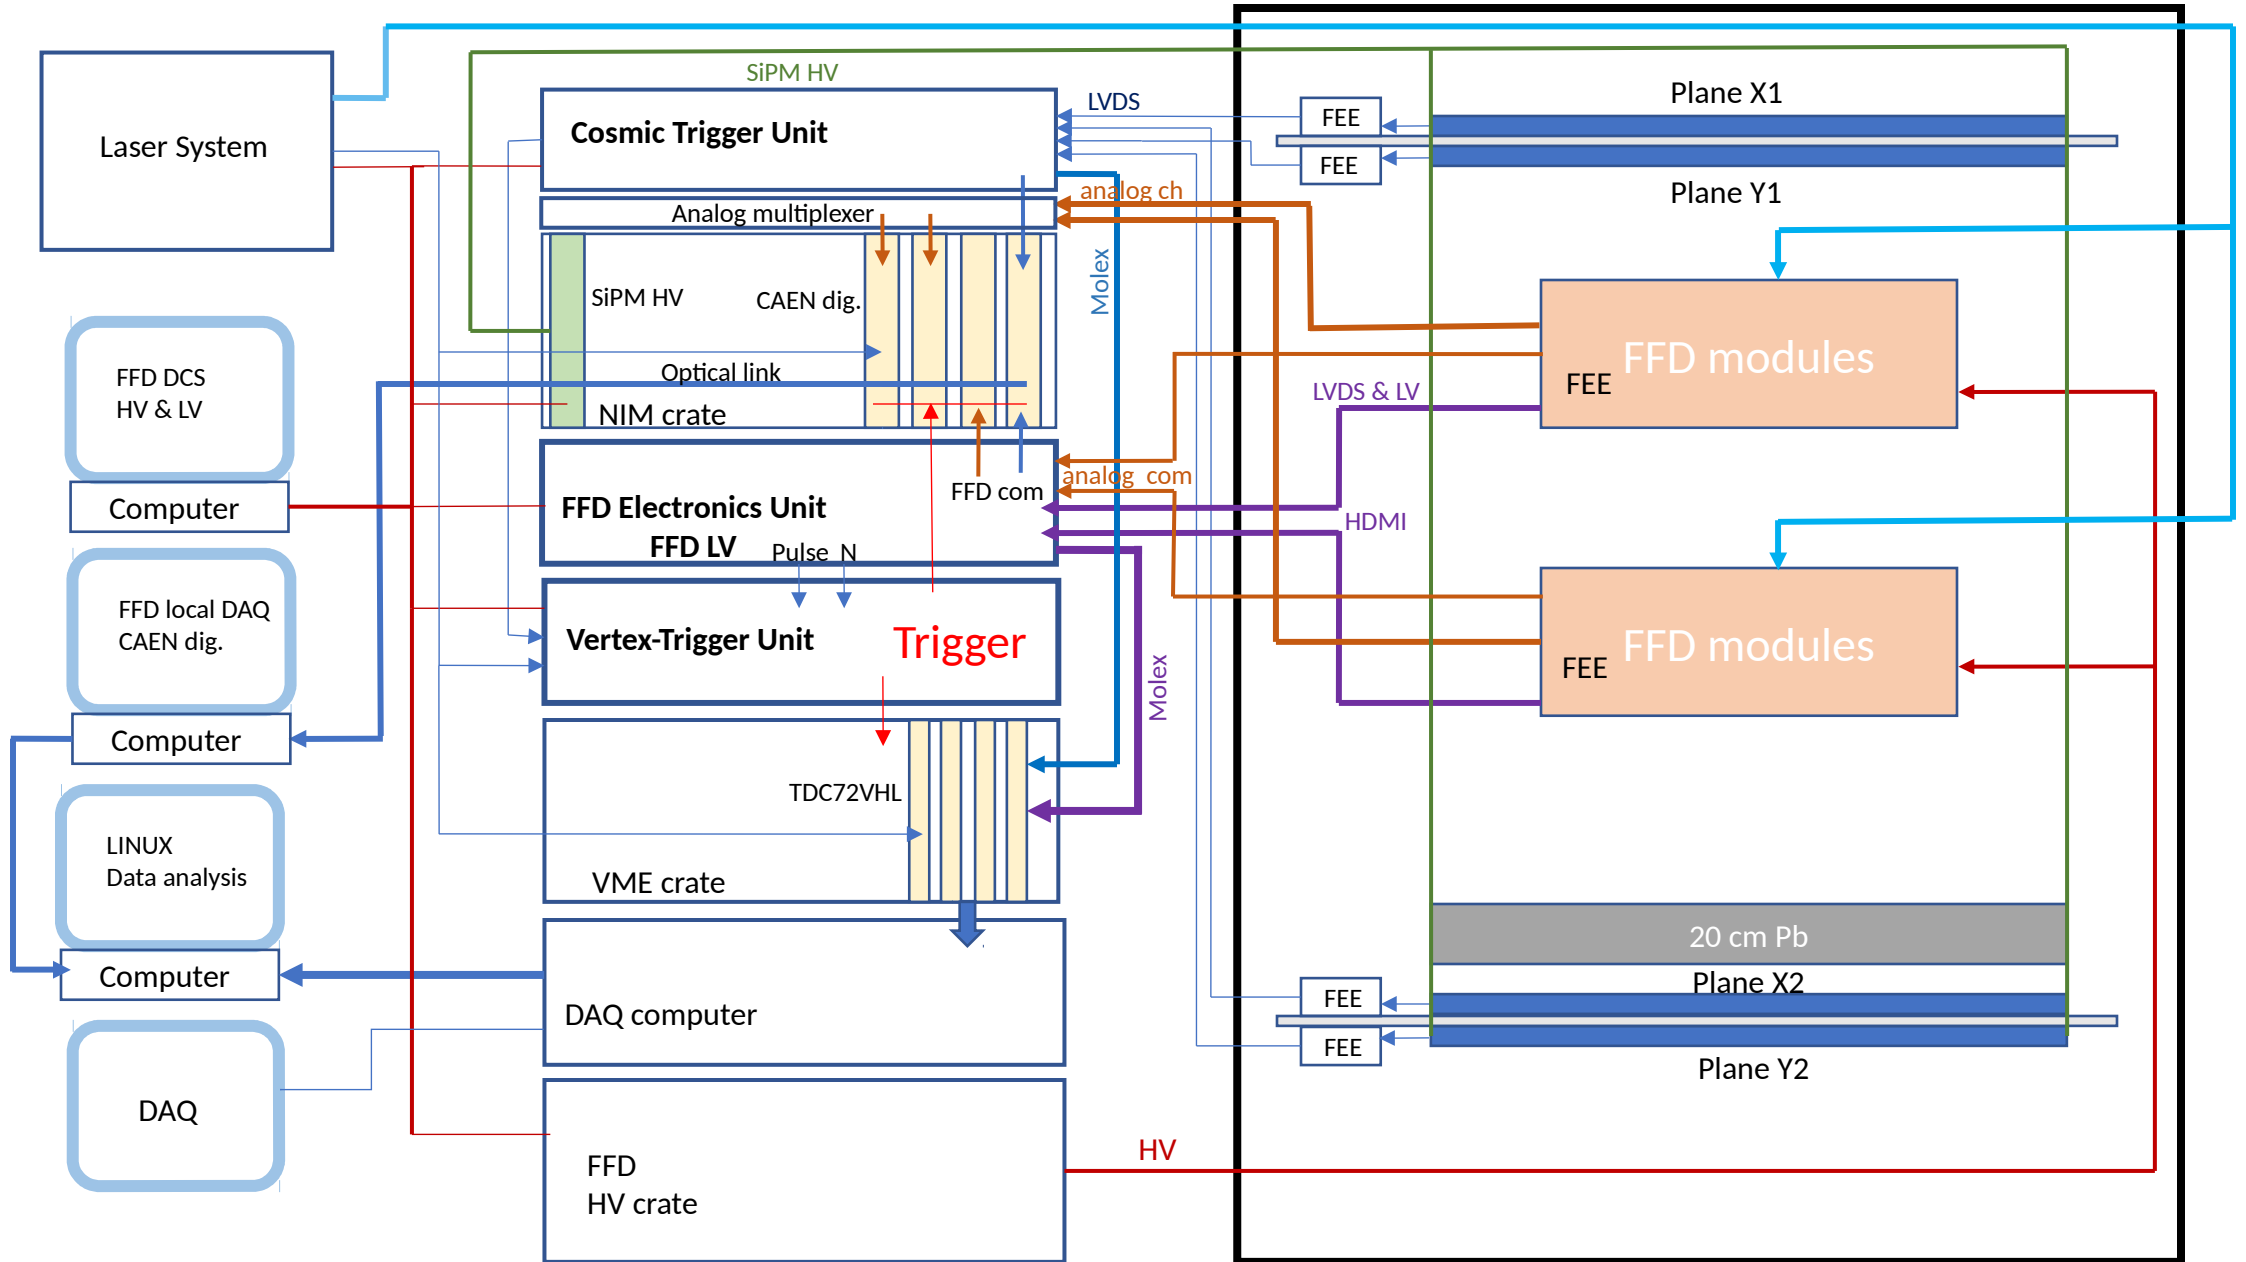 SiPM HV
Laser System
Cosmic Trigger Unit
LVDS
FEE
Plane X1
FEE
Plane Y1
analog ch
Analog multiplexer
Molex
SiPM HV
CAEN dig.
Optical link
NIM crate
FFD modules
FEE
LVDS & LV
FFD DCS
HV & LV
Computer
FFD Electronics Unit
FFD LV
FFD com
analog com
HDMI
Pulse N
FFD local DAQ
CAEN dig.
Computer
Vertex-Trigger Unit
Trigger
Molex
FFD modules
FEE
TDC72VHL
VME crate
LINUX
Data analysis
Computer
20 cm Pb
Plane X2
FEE
FEE
Plane Y2
DAQ computer
DAQ
HV
FFD
HV crate